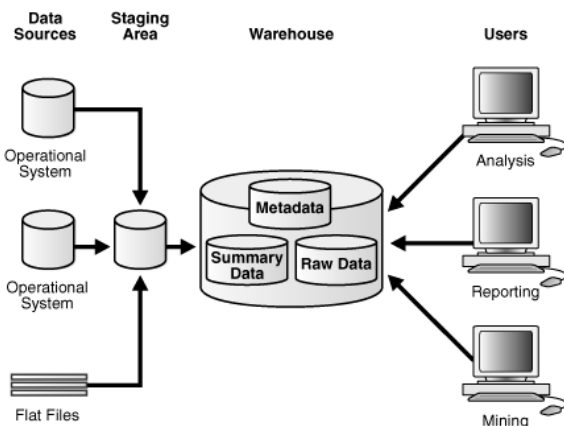 Data
Sources
Staging
Area
Warehouse
Users
Operational
System
Analysis
Metadata
Summary
Data
Raw Data
Operational
System
Reporting
Flat Files
Mining